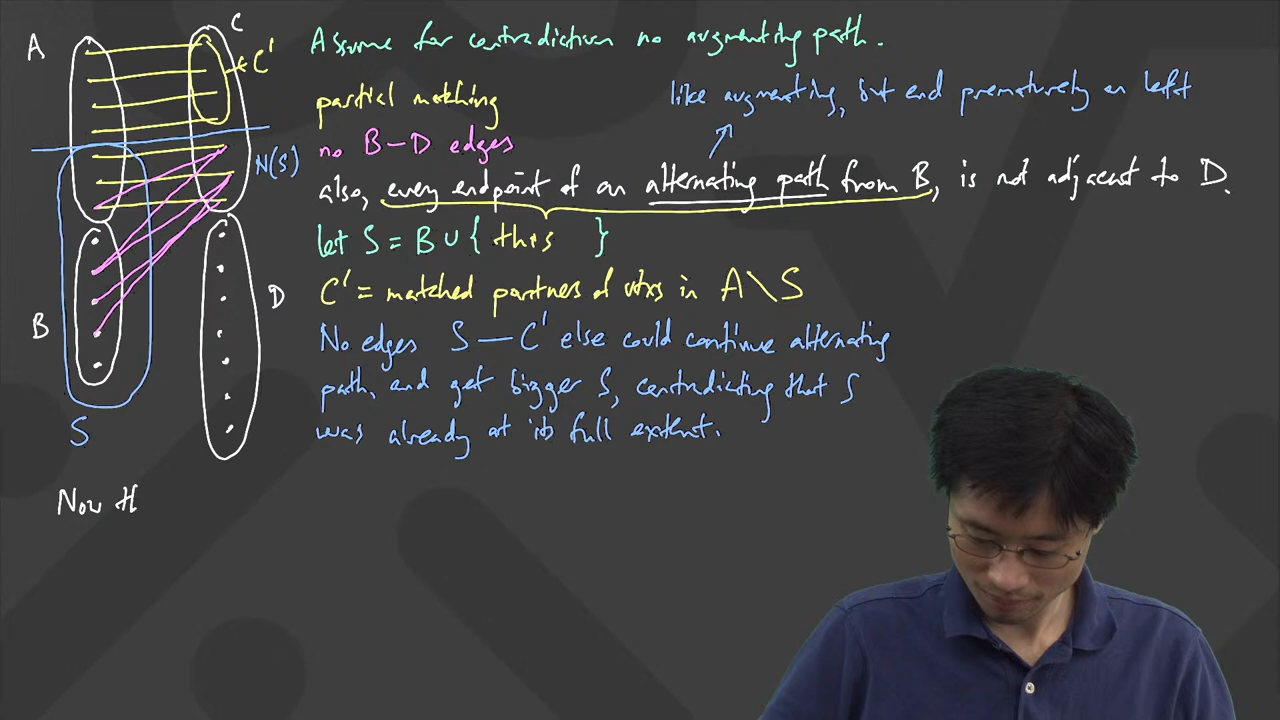 A
C
C'
Assume for contradiction no augmenting path.
partial matching
like augmenting, but end prematurely on left
no B—D edges
N(S)
also, every endpoint of an alternating path from B, is not adjacent to D.
let S = B ∪ { this }
C' = matched partners of vtxs in A \ S
D
B
No edges S — C' else could continue alternating
path, and get bigger S, contradicting that S
was already at its full extent.
S
Now H